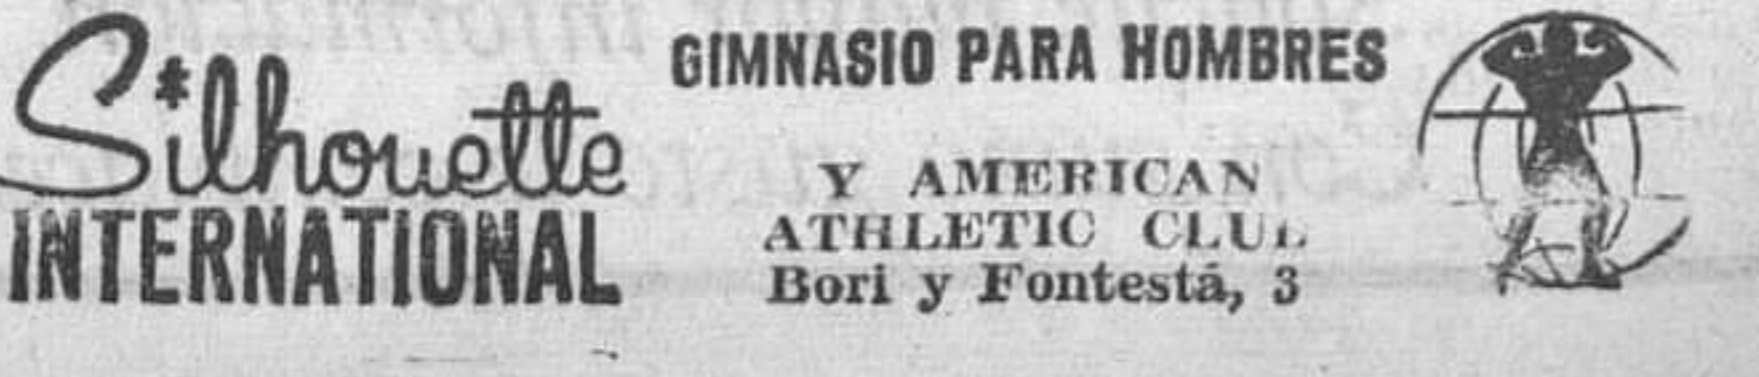 Silhouette
INTERNATIONAL
GIMNASIO PARA HOMBRES
Y AMERICAN
ATHLETIC CLUB
Bori y Fontestá, 3